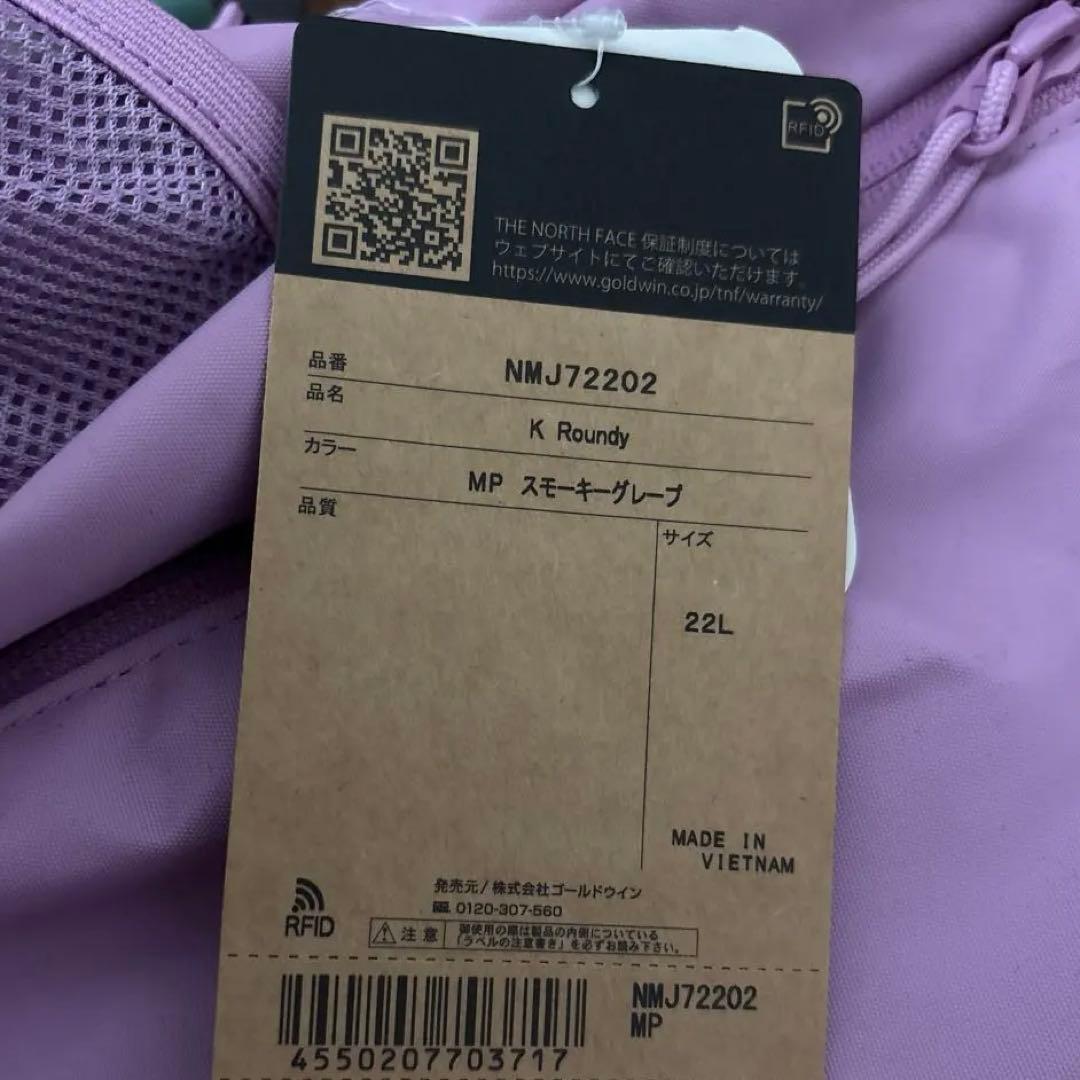 RFID
THE NORTH FACE 保証制度については
ウェブサイトにてご確認いただけます。
https://www.goldwin.co.jp/tnf/warranty/
品番 NMJ72202
品名 K Roundy
カラー MP スモーキーグレープ
品質
サイズ
22L
MADE IN
VIETNAM
RFID
発売元/株式会社ゴールドウイン
0120-307-560
注意
御使用の際は製品の内側についている
「ラベルの注意書き」を必ずお読み下さい。
4550207703717
NMJ72202
MP